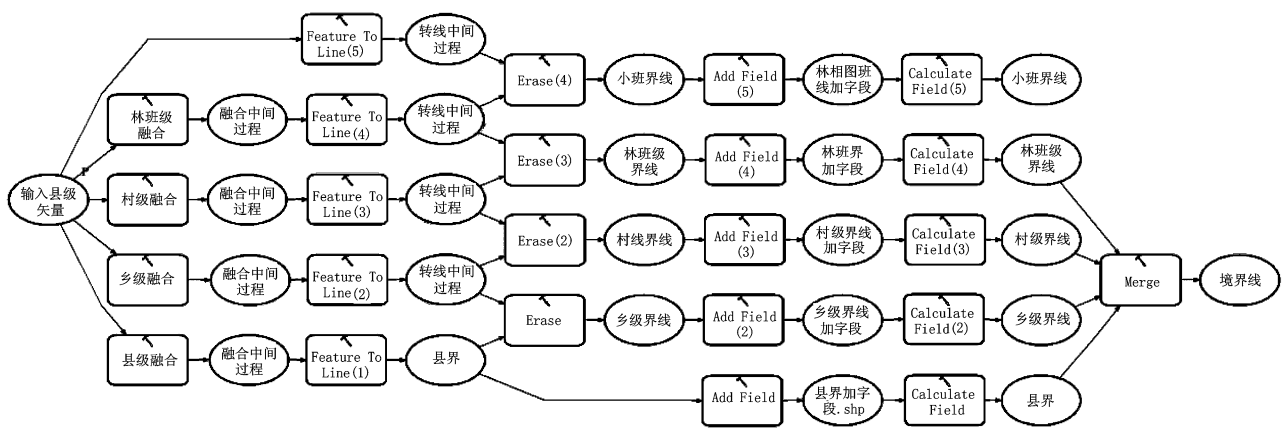 Feature To
Line(5)
转线中间
过程
Erase(4)
小班界线
Add Field
(5)
林相图班
线加字段
Calculate
Field(5)
小班界线
林班级
融合
融合中间
过程
Feature To
Line(4)
转线中间
过程
Erase(3)
林班级
界线
Add Field
(4)
林班界
加字段
Calculate
Field(4)
林班级
界线
输入县级
矢量
P
村级融合
融合中间
过程
Feature To
Line(3)
转线中间
过程
Erase(2)
村线界线
Add Field
(3)
村级界线
加字段
Calculate
Field(3)
村级界线
乡级融合
融合中间
过程
Feature To
Line(2)
转线中间
过程
Erase
乡级界线
Add Field
(2)
乡级界线
加字段
Calculate
Field(2)
乡级界线
Merge
境界线
县级融合
融合中间
过程
Feature To
Line(1)
县界
Add Field
县界加字
段.shp
Calculate
Field
县界